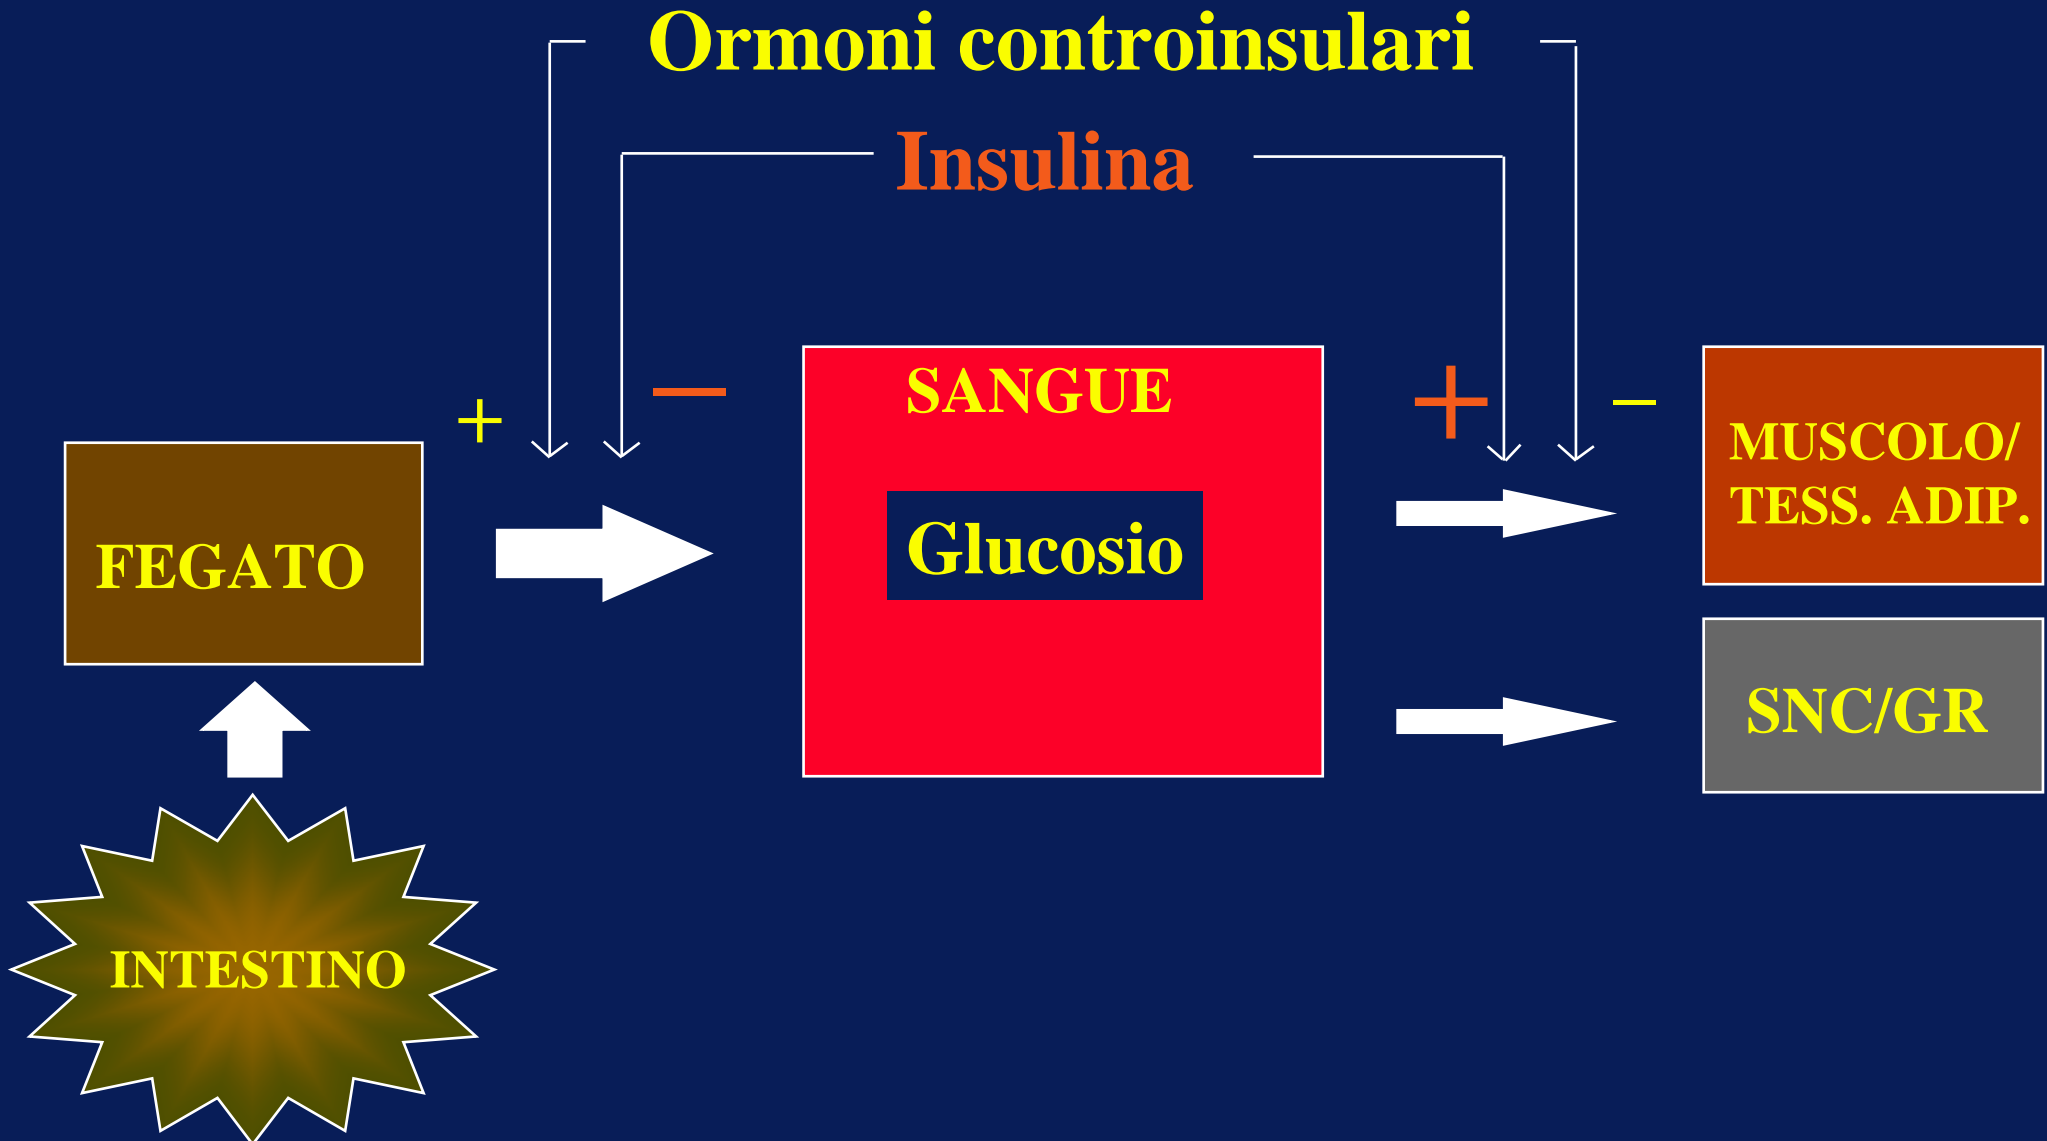 Ormoni controinsulari
Insulina
+
–
SANGUE
+
–
MUSCOLO/
TESS. ADIP.
FEGATO
Glucosio
SNC/GR
INTESTINO